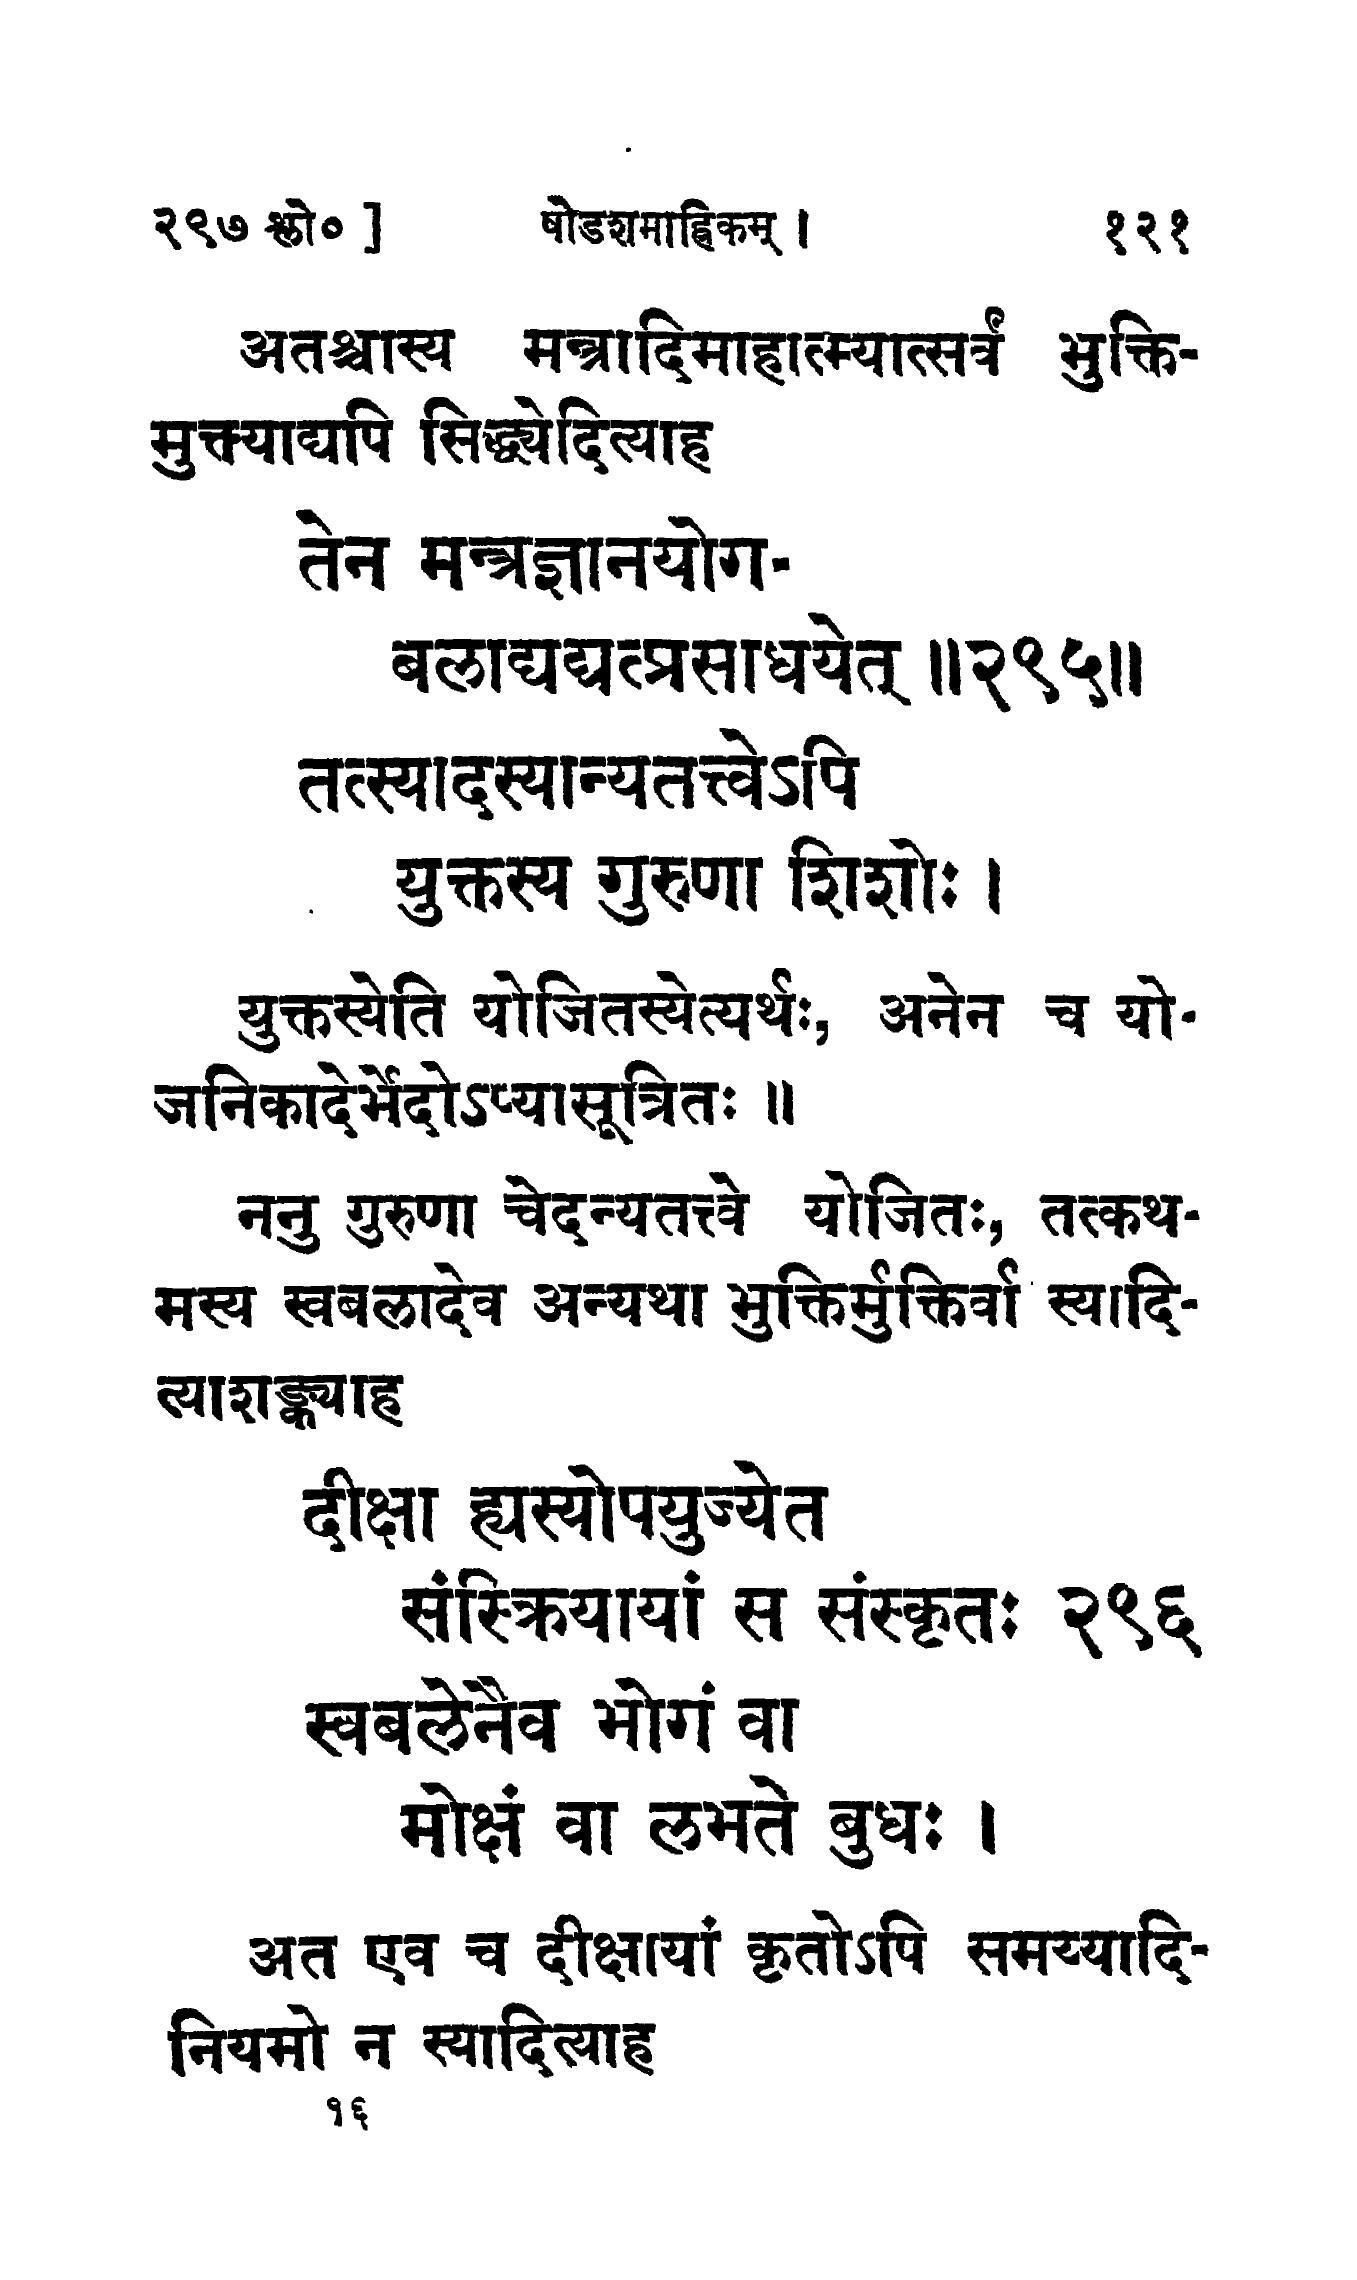 २९७ श्लो० ] षोडशमाह्निकम् । १२१
अतश्चास्य मन्त्रादिमाहात्म्यात्सर्वं भुक्ति-
मुक्त्याद्यपि सिद्ध्येदित्याह
तेन मन्त्रज्ञानयोग-
बलाद्यद्यत्प्रसाधयेत् ॥२९५॥
तत्स्यादस्यान्यतत्त्वेऽपि
युक्तस्य गुरुणा शिशोः ।
युक्तस्येति योजितस्येत्यर्थः, अनेन च यो-
जनिकादेर्भेदोऽप्यासूत्रितः ॥
ननु गुरुणा चेदन्यतत्त्वे योजितः, तत्कथ-
मस्य स्वबलादेव अन्यथा भुक्तिर्मुक्तिर्वा स्यादि-
त्याशङ्क्याह
दीक्षा ह्यस्योपयुज्येत
संस्क्रियायां स संस्कृतः २९६
स्वबलेनैव भोगं वा
मोक्षं वा लभते बुधः ।
अत एव च दीक्षायां कृतोऽपि समय्यादि-
नियमो न स्यादित्याह
१६